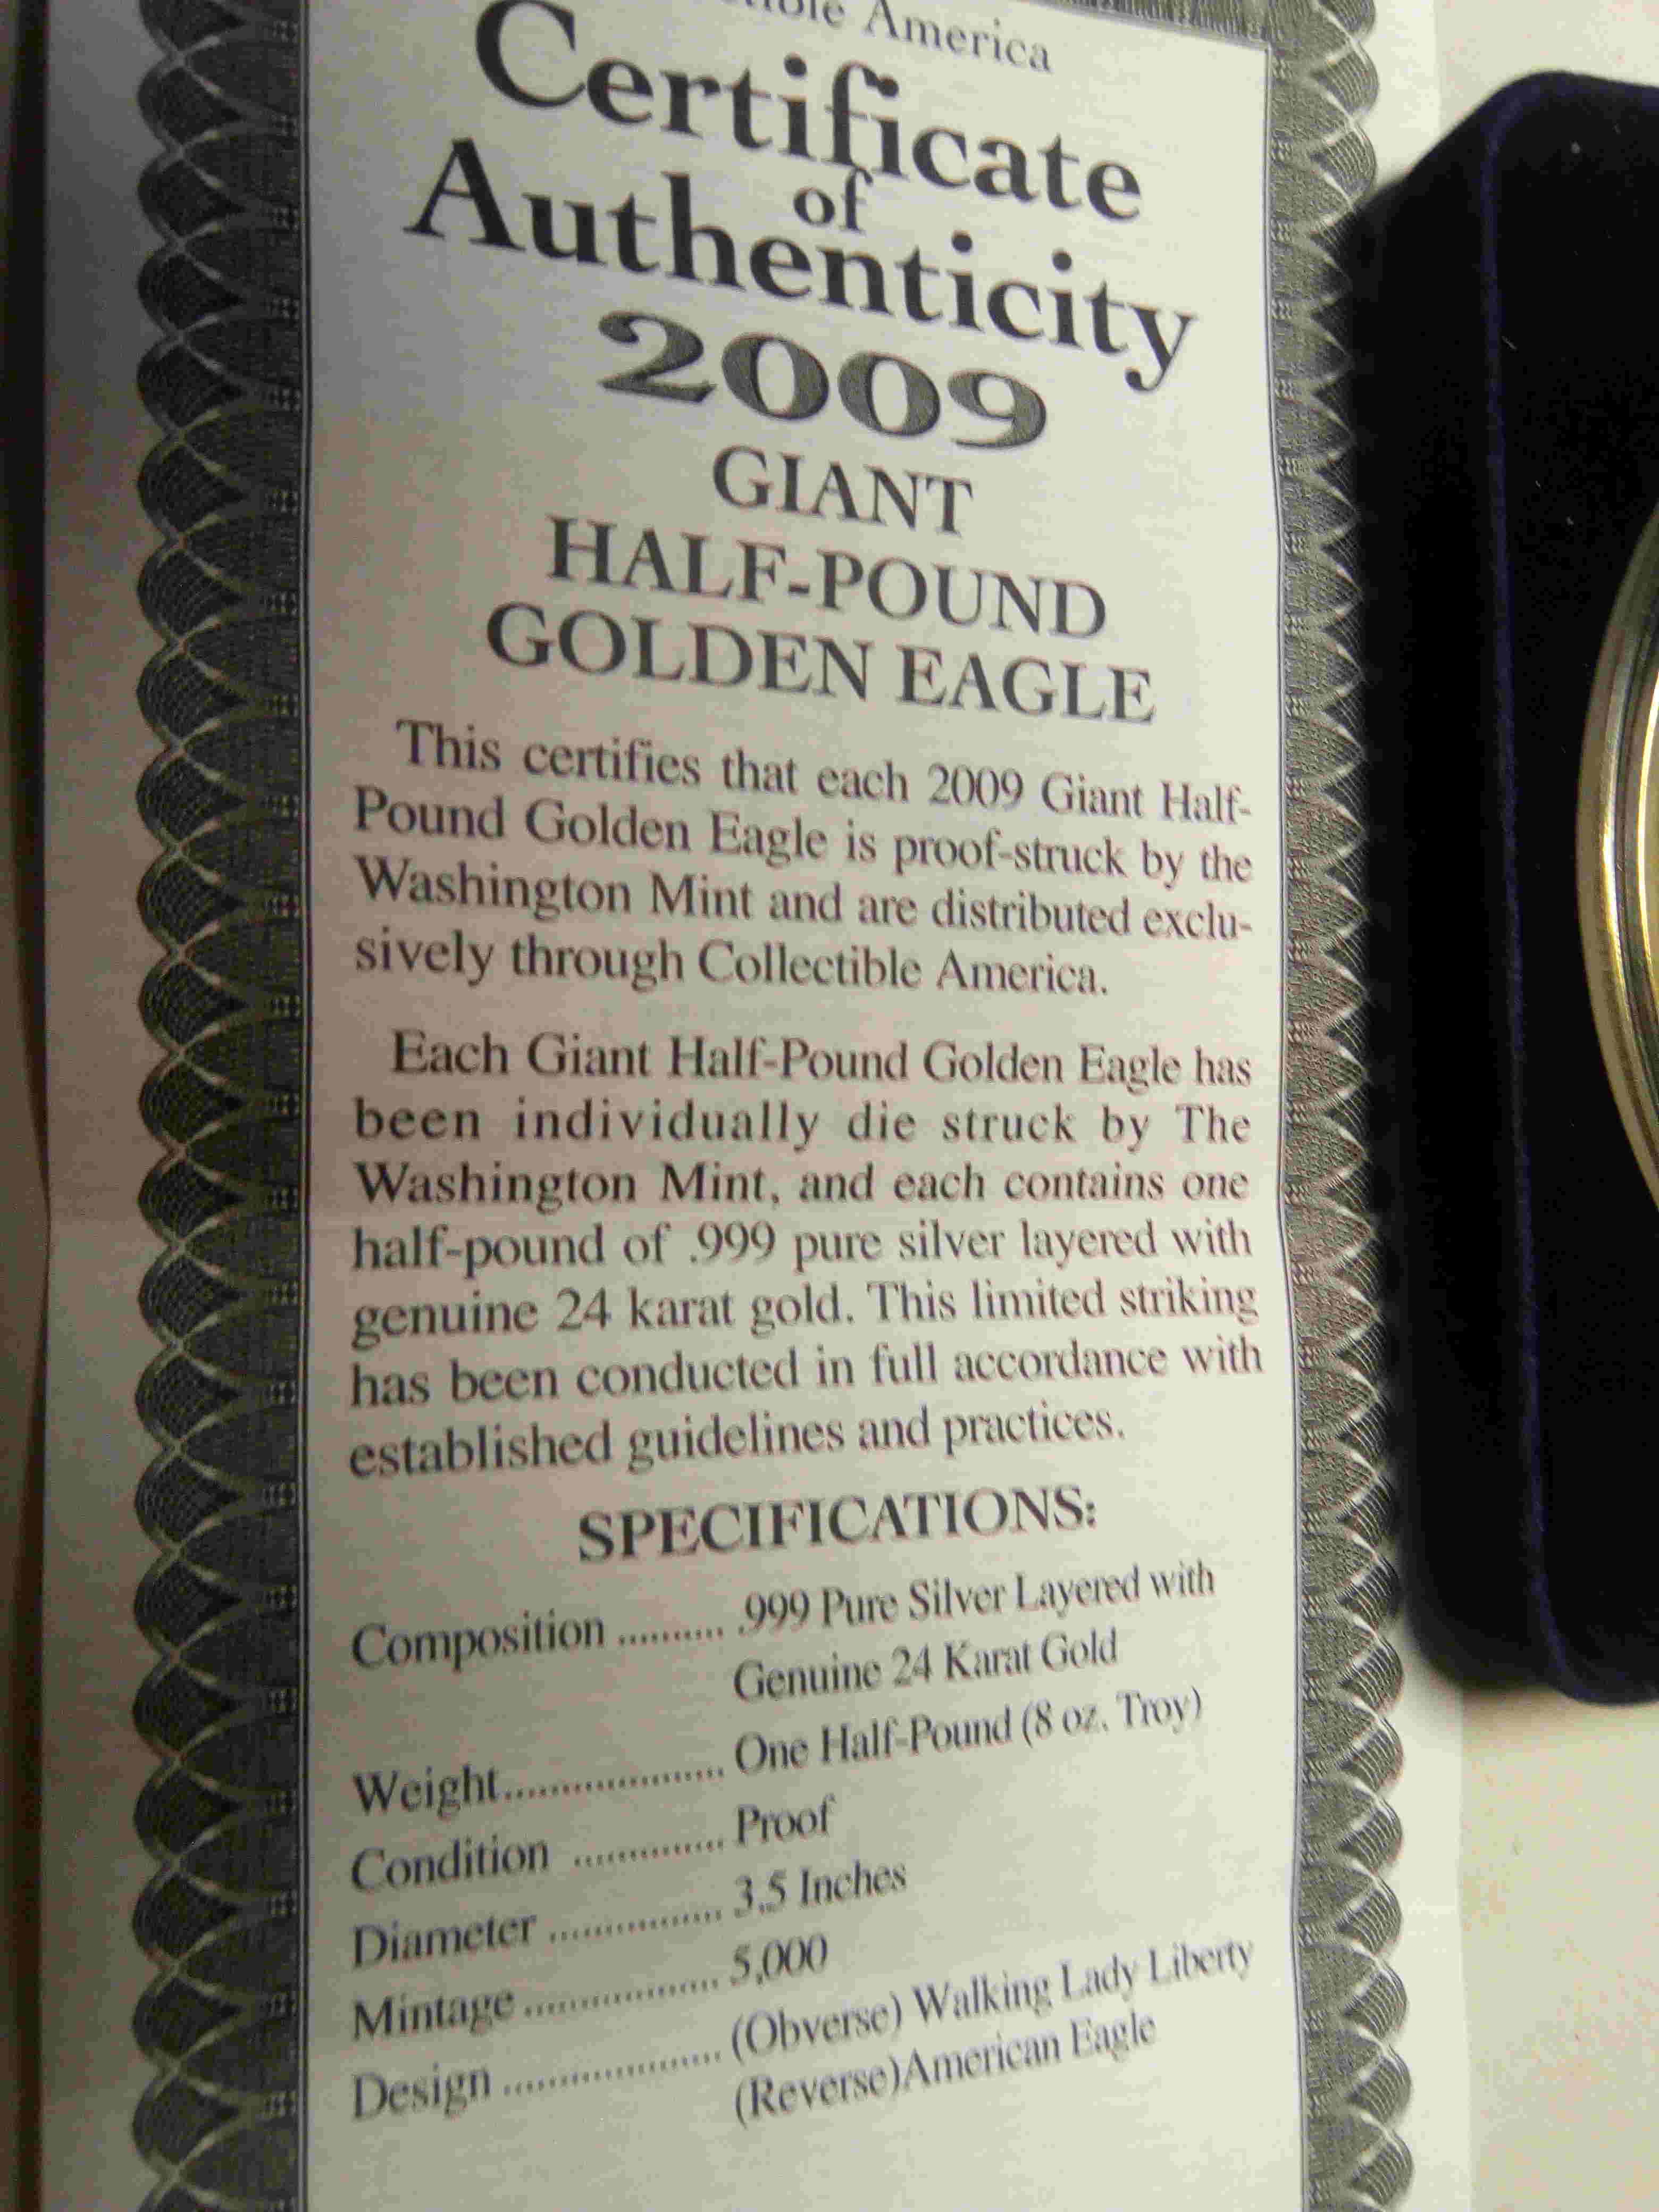 America
Certificate
of
Authenticity
2009
GIANT
HALF-POUND
GOLDEN EAGLE
This certifies that each 2009 Giant Half-
Pound Golden Eagle is proof-struck by the
Washington Mint and are distributed exclu-
sively through Collectible America.
Each Giant Half-Pound Golden Eagle has
been individually die struck by The
Washington Mint, and each contains one
half-pound of .999 pure silver layered with
genuine 24 karat gold. This limited striking
has been conducted in full accordance with
established guidelines and practices.
SPECIFICATIONS:
Composition .......... .999 Pure Silver Layered with
Genuine 24 Karat Gold
Weight..................... One Half-Pound (8 oz. Troy)
Condition .............. Proof
Diameter ................ 3.5 Inches
Mintage .................. 5,000
Design .................... (Obverse) Walking Lady Liberty
(Reverse)American Eagle